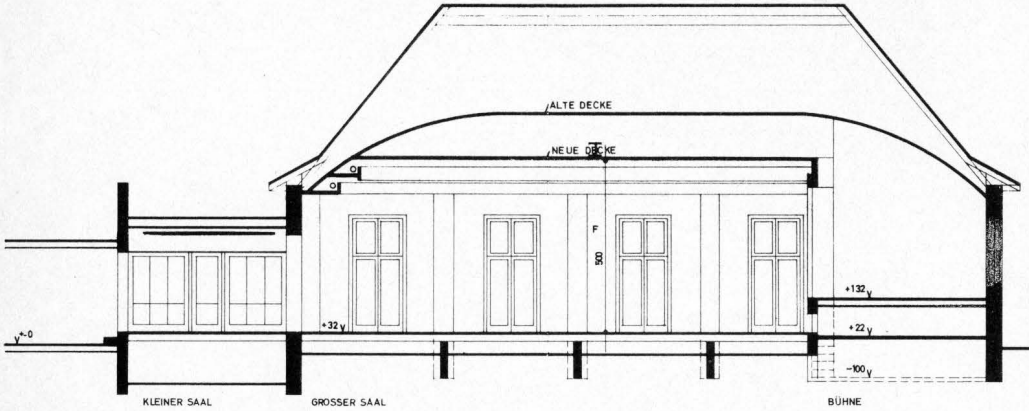 ALTE DECKE
NEUE DECKE
F
500
+132
+32
+22
+-0
-100
KLEINER SAAL
GROSSER SAAL
BÜHNE